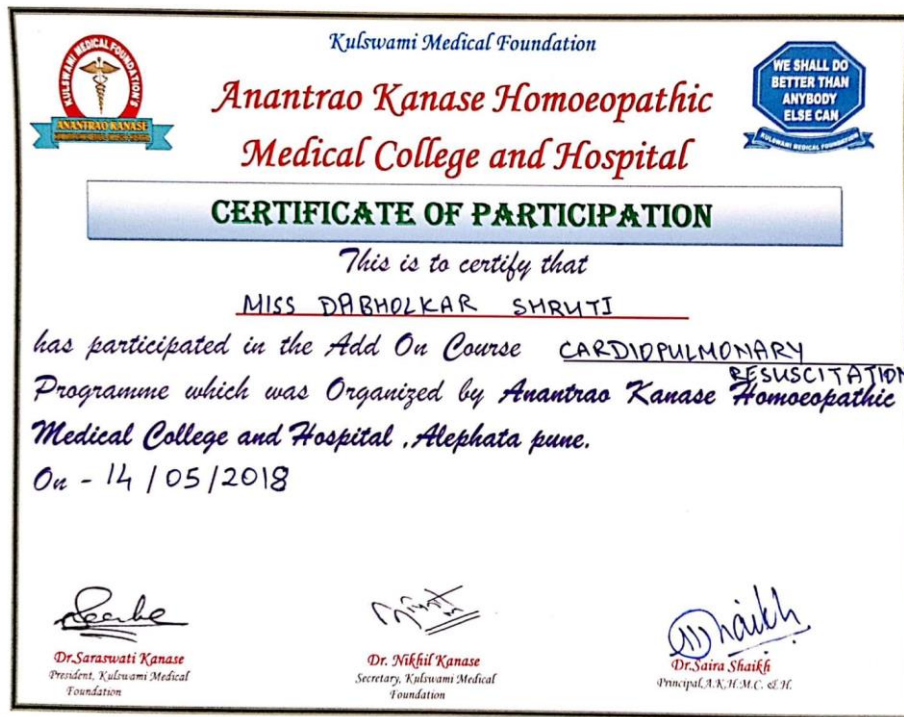 Kulswami Medical Foundation
KULSWAMI MEDICAL FOUNDATION'S
ANANTRAO KANASE
WE SHALL DO
BETTER THAN
ANYBODY
ELSE CAN
KULSWAMI MEDICAL FOUNDATION
Anantrao Kanase Homoeopathic
Medical College and Hospital
CERTIFICATE OF PARTICIPATION
This is to certify that
MISS DABHOLKAR SHRUTI
has participated in the Add On Course CARDIOPULMONARY
RESUSCITATION
Programme which was Organized by Anantrao Kanase Homoeopathic
Medical College and Hospital ,Alephata pune.
On - 14/05/2018
Shaikh
Dr.Saraswati Kanase
President, Kulswami Medical
Foundation
Dr. Nikhil Kanase
Secretary, Kulswami Medical
Foundation
Dr.Saira Shaikh
Principal,A.K.H.M.C. & H.